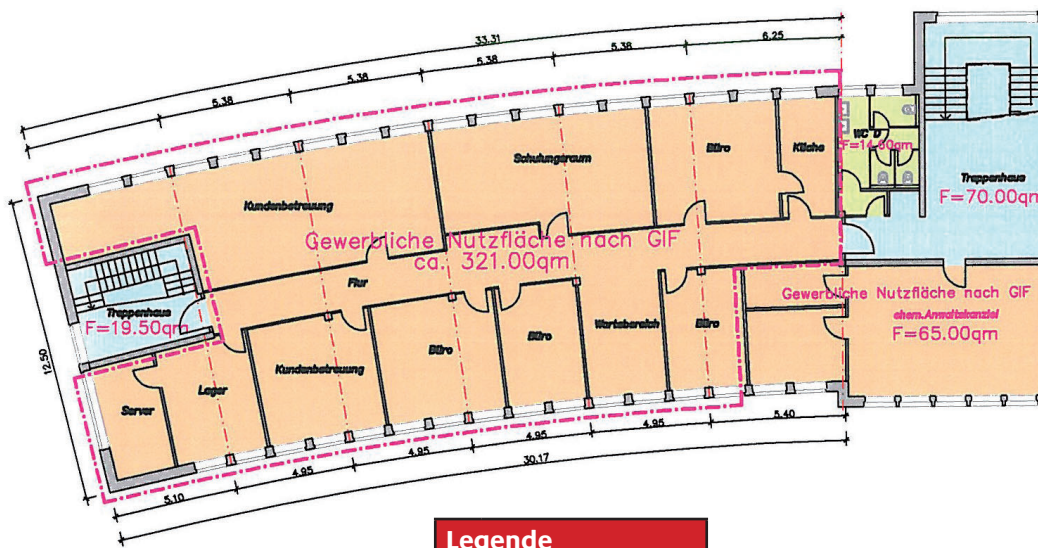 33.31
5.38
5.38
5.38
5.38
6.25
12.50
Kundenbetreuung
Schulungsraum
Büro
Küche
WC D
F=14.60qm
Treppenhaus
F=70.00qm
Gewerbliche Nutzfläche nach GIF
ca. 321.00qm
Flur
Treppenhaus
F=19.50qm
Server
Lager
Kundenbetreuung
Büro
Büro
Wartebereich
Büro
Gewerbliche Nutzfläche nach GIF
ehem.Anwaltskanzlei
F=65.00qm
5.10
4.95
4.95
4.95
4.95
5.40
30.17
Legende